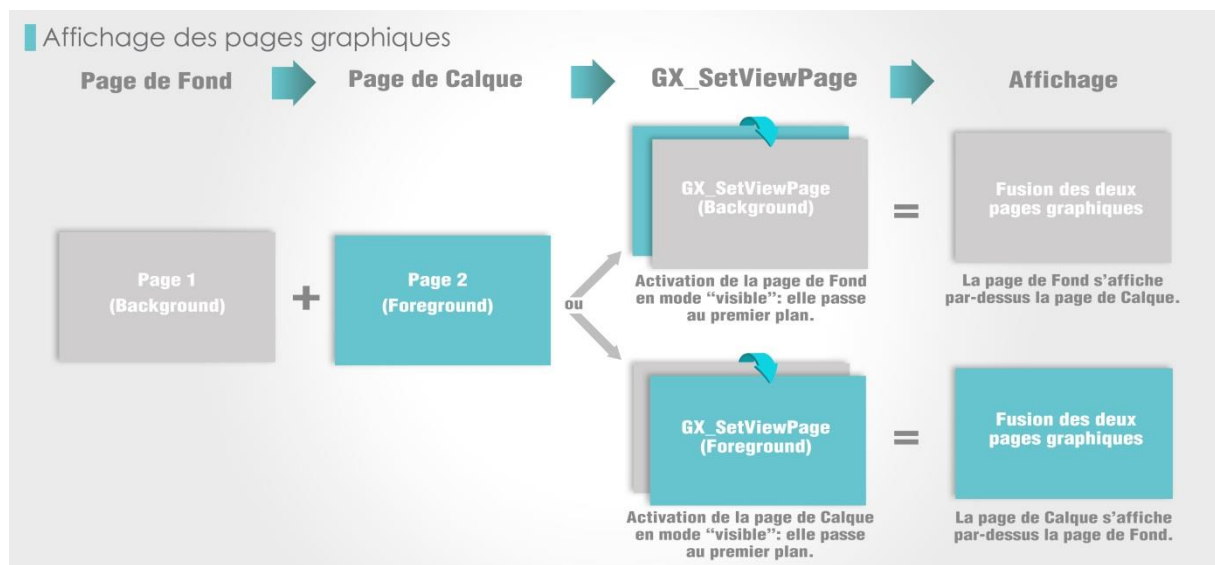 Affichage des pages graphiques
Page de Fond
Page de Calque
GX_SetViewPage
Affichage
Page 1
(Background)
+
Page 2
(Foreground)
ou
GX_SetViewPage
(Background)
Activation de la page de Fond
en mode “visible”: elle passe
au premier plan.
=
Fusion des deux
pages graphiques
La page de Fond s’affiche
par-dessus la page de Calque.
GX_SetViewPage
(Foreground)
Activation de la page de Calque
en mode “visible”: elle passe
au premier plan.
=
Fusion des deux
pages graphiques
La page de Calque s’affiche
par-dessus la page de Fond.